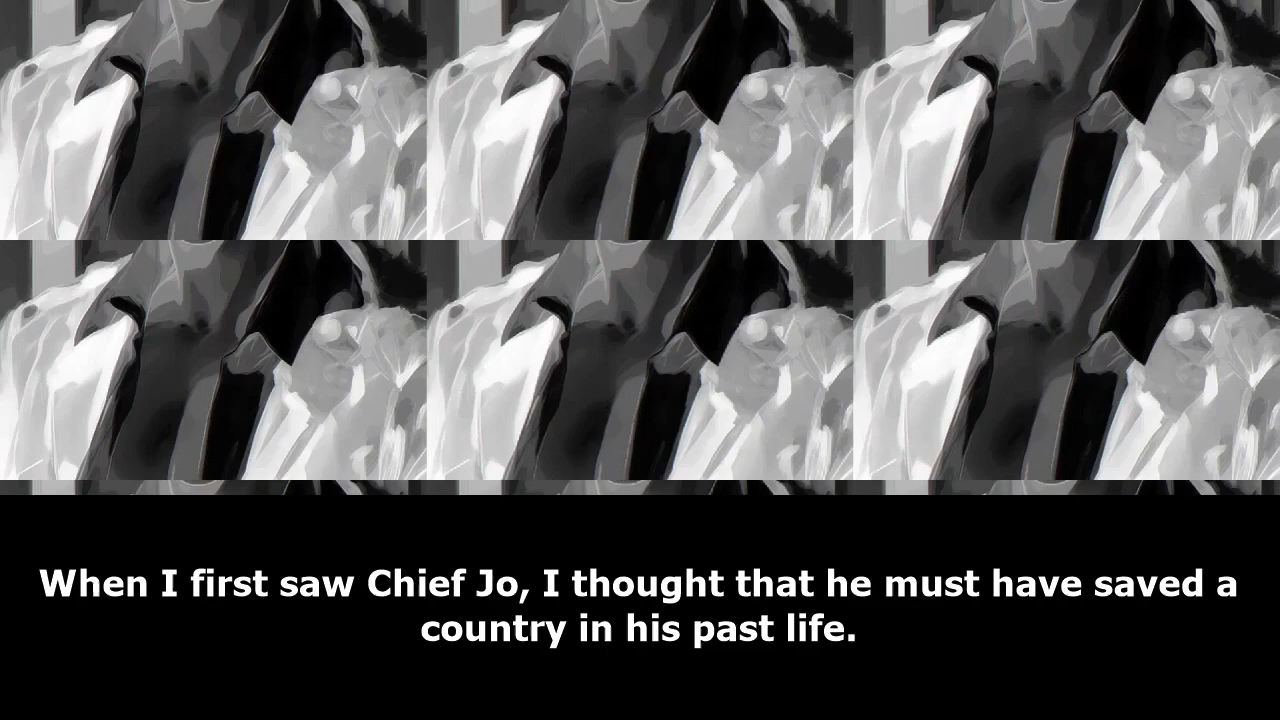 When I first saw Chief Jo, I thought that he must have saved a
country in his past life.